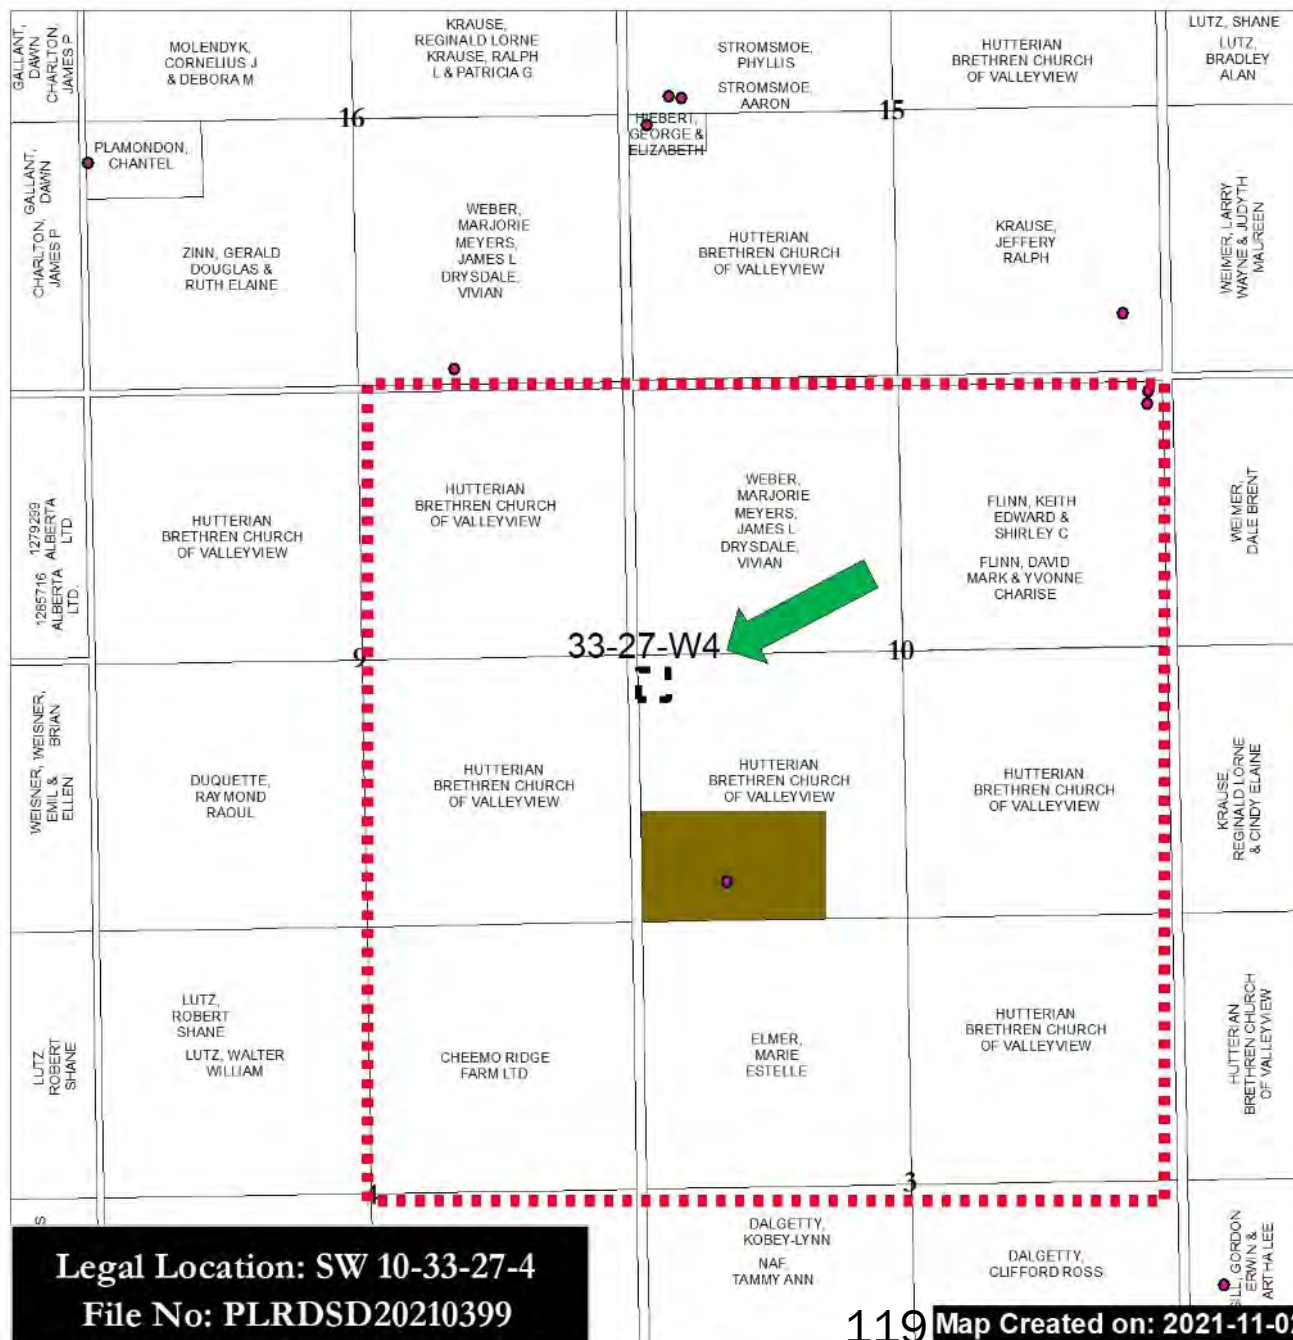 GALLANT,
DAWN
CHARLTON,
JAMES P
MOLENDYK,
CORNELIUS J
& DEBORA M
KRAUSE,
REGINALD LORNE
KRAUSE, RALPH
L & PATRICIA G
STROMSMOE,
PHYLLIS
STROMSMOE,
AARON
HUTTERIAN
BRETHREN CHURCH
OF VALLEYVIEW
LUTZ, SHANE
LUTZ,
BRADLEY
ALAN
16
15
PLAMONDON,
CHANTEL
HIEBERT,
GEORGE &
ELIZABETH
GALLANT,
DAWN
CHARLTON,
JAMES P
ZINN, GERALD
DOUGLAS &
RUTH ELAINE
WEBER,
MARJORIE
MEYERS,
JAMES L
DRYSDALE,
VIVIAN
HUTTERIAN
BRETHREN CHURCH
OF VALLEYVIEW
KRAUSE,
JEFFERY
RALPH
WEIMER, LARRY
WAYNE & JUDYTH
MAUREEN
1279299
ALBERTA
LTD.
1285716
ALBERTA
LTD.
HUTTERIAN
BRETHREN CHURCH
OF VALLEYVIEW
HUTTERIAN
BRETHREN CHURCH
OF VALLEYVIEW
WEBER,
MARJORIE
MEYERS,
JAMES L
DRYSDALE,
VIVIAN
FLINN, KEITH
EDWARD &
SHIRLEY C
FLINN, DAVID
MARK & YVONNE
CHARISE
WEIMER,
DALE BRENT
9
33-27-W4
10
WEISNER,
BRIAN
WEISNER,
EMIL &
ELLEN
DUQUETTE,
RAYMOND
RAOUL
HUTTERIAN
BRETHREN CHURCH
OF VALLEYVIEW
HUTTERIAN
BRETHREN CHURCH
OF VALLEYVIEW
HUTTERIAN
BRETHREN CHURCH
OF VALLEYVIEW
KRAUSE,
REGINALD LORNE
& CINDY ELAINE
LUTZ,
ROBERT
SHANE
LUTZ,
ROBERT
SHANE
LUTZ, WALTER
WILLIAM
CHEEMO RIDGE
FARM LTD
ELMER,
MARIE
ESTELLE
HUTTERIAN
BRETHREN CHURCH
OF VALLEYVIEW
HUTTERIAN
BRETHREN CHURCH
OF VALLEYVIEW
4
3
DALGETTY,
KOBEY-LYNN
NAF,
TAMMY ANN
DALGETTY,
CLIFFORD ROSS
GORDON
ERWIN &
ARTHA LEE
Legal Location: SW 10-33-27-4
File No: PLRDSD20210399
119
Map Created on: 2021-11-02